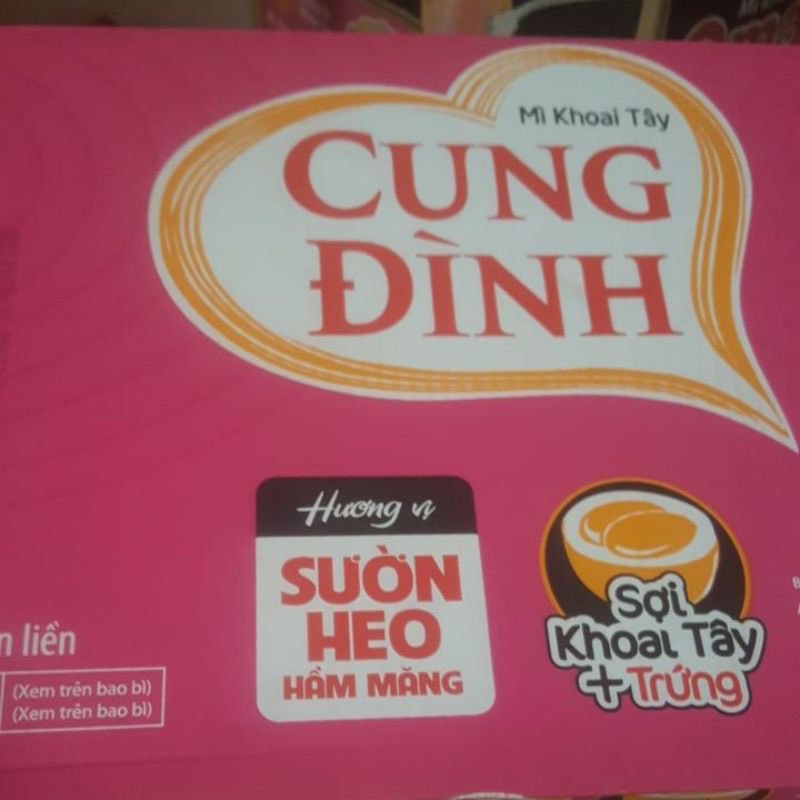 Mì Khoai Tây
CUNG
ĐÌNH
Hương vị
SƯỜN
HEO
HẦM MĂNG
Sợi
Khoai Tây
+Trứng
n liền
(Xem trên bao bì)
(Xem trên bao bì)